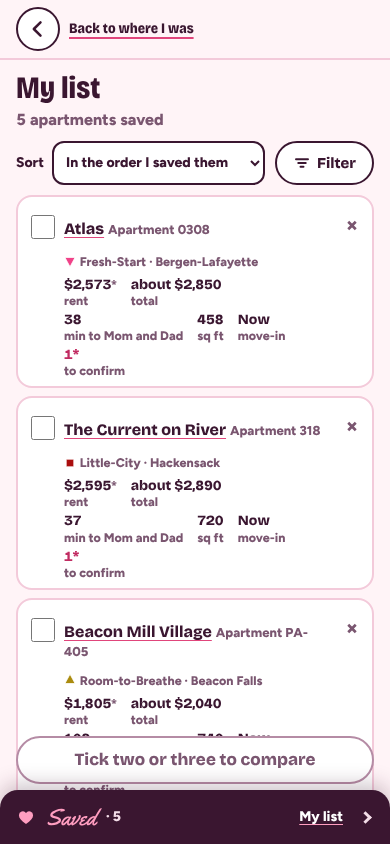 Back to where I was
My list
5 apartments saved
Sort In the order I saved them Filter
Atlas Apartment 0308 ×
Fresh-Start · Bergen-Lafayette
$2,573* about $2,850
rent total
38 458 Now
min to Mom and Dad sq ft move-in
1*
to confirm
The Current on River Apartment 318 ×
Little-City · Hackensack
$2,595* about $2,890
rent total
37 720 Now
min to Mom and Dad sq ft move-in
1*
to confirm
Beacon Mill Village Apartment PA-
405 ×
Room-to-Breathe · Beacon Falls
$1,805* about $2,040
rent total
Tick two or three to compare
to confirm
Saved · 5 My list